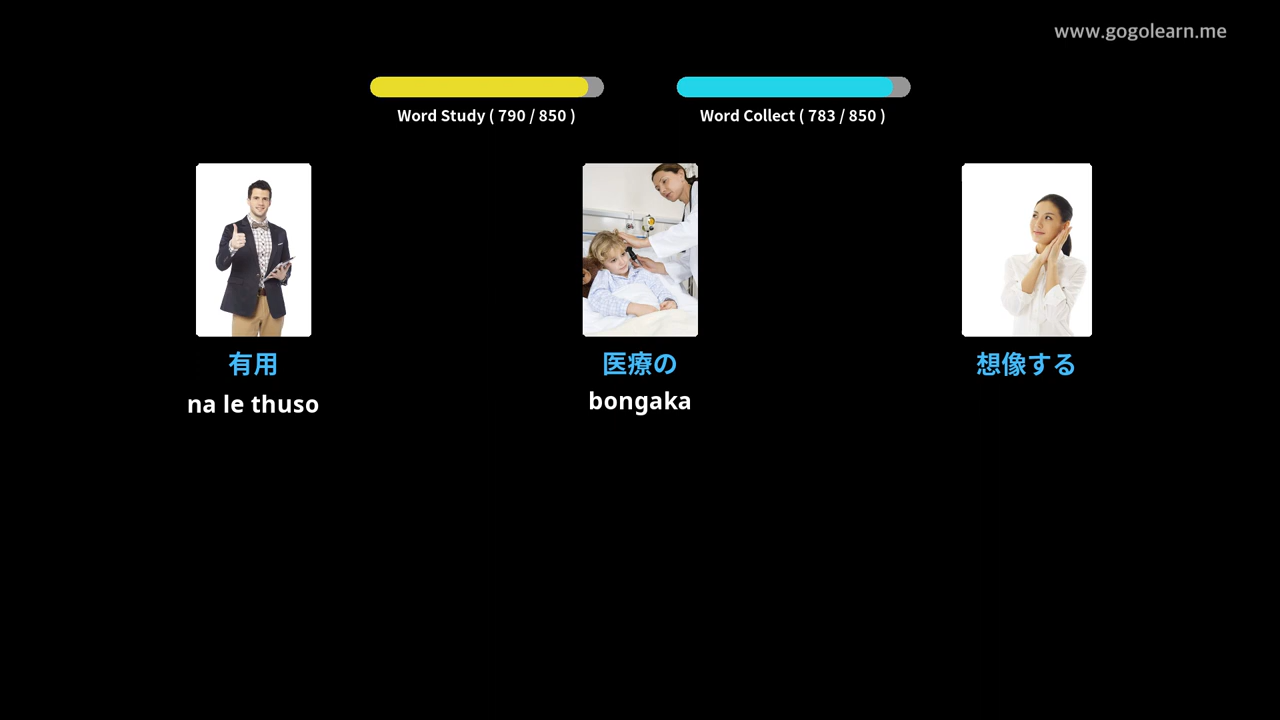 www.gogolearn.me
Word Study ( 790 / 850 )
Word Collect ( 783 / 850 )
有用
医療の
想像する
na le thuso
bongaka